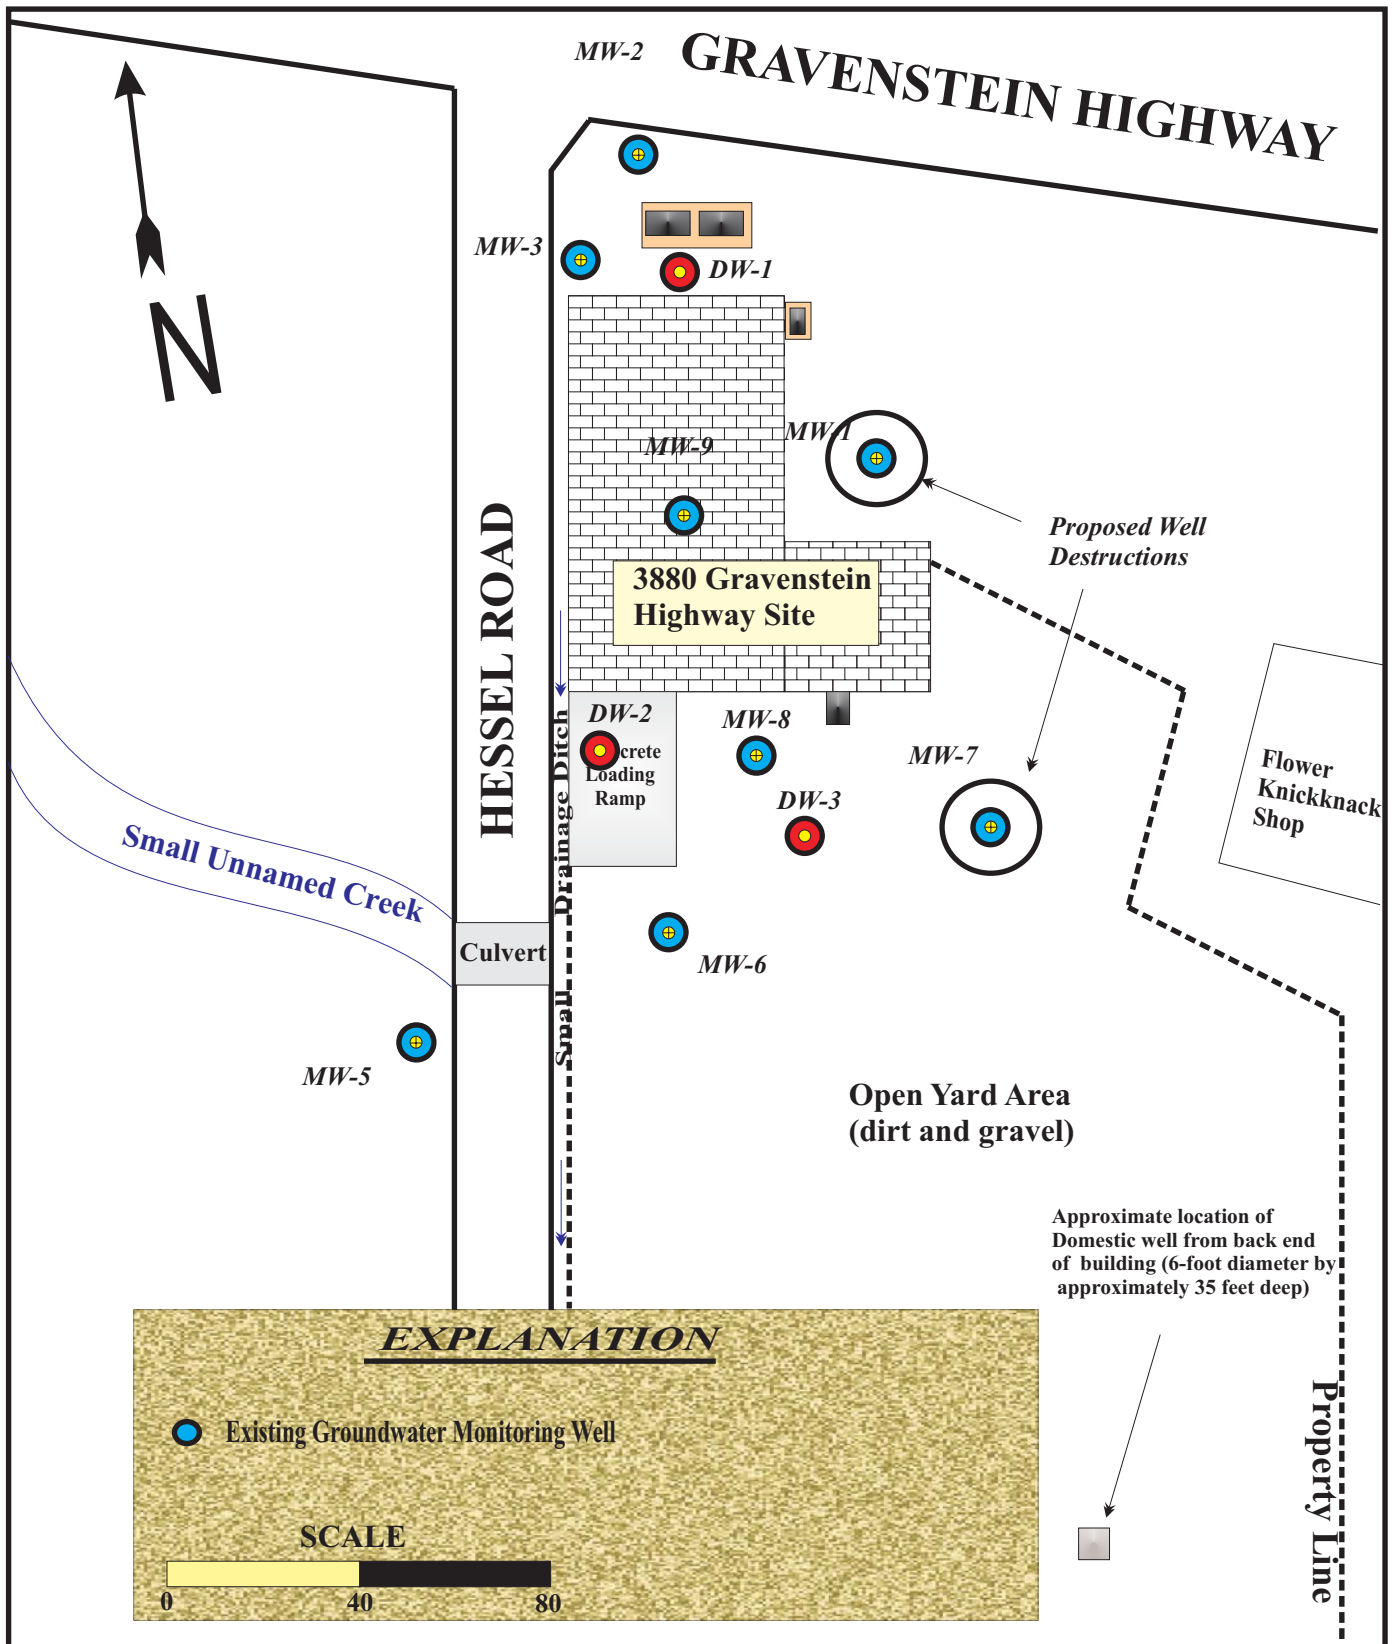 MW-2
GRAVENSTEIN HIGHWAY
MW-3
DW-1
N
MW-1
MW-9
Proposed Well
Destructions
HESSEL ROAD
3880 Gravenstein
Highway Site
DW-2
MW-8
MW-7
crete
Loading
Ramp
DW-3
Flower
Knickknack
Shop
Small Drainage Ditch
Small Unnamed Creek
Culvert
MW-6
MW-5
Open Yard Area
(dirt and gravel)
Approximate location of
Domestic well from back end
of building (6-foot diameter by
approximately 35 feet deep)
EXPLANATION
Existing Groundwater Monitoring Well
SCALE
0 40 80
Property Line